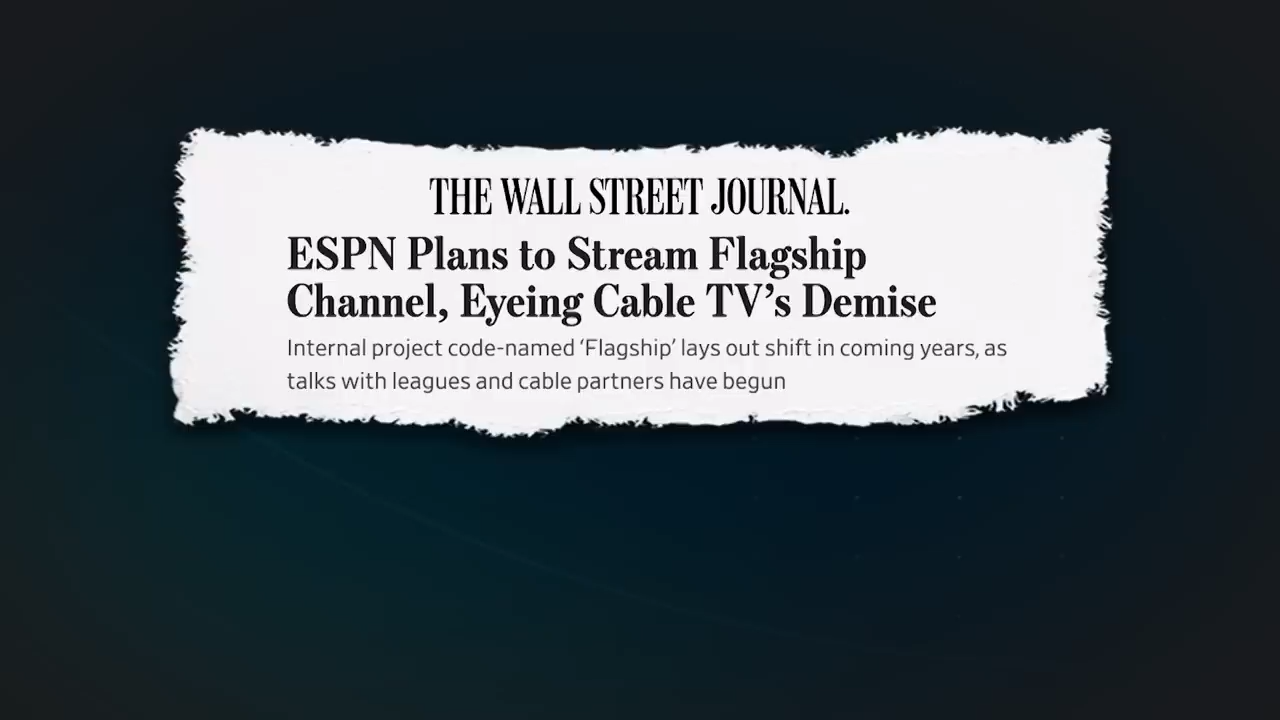 THE WALL STREET JOURNAL.
ESPN Plans to Stream Flagship
Channel, Eyeing Cable TV’s Demise
Internal project code-named ‘Flagship’ lays out shift in coming years, as
talks with leagues and cable partners have begun